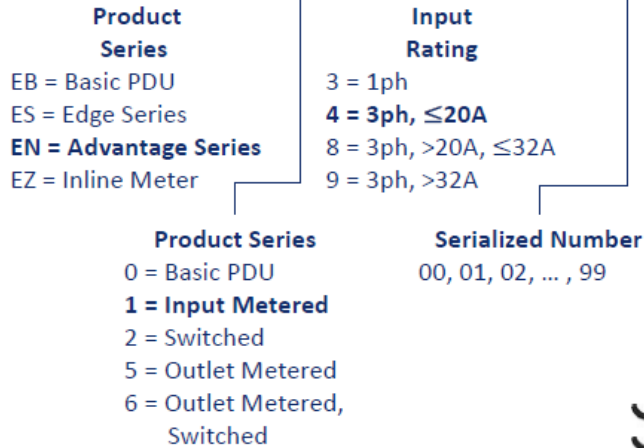 Product
Series
EB = Basic PDU
ES = Edge Series
EN = Advantage Series
EZ = Inline Meter
Input
Rating
3 = 1ph
4 = 3ph, ≤20A
8 = 3ph, >20A, ≤32A
9 = 3ph, >32A
Product Series
0 = Basic PDU
1 = Input Metered
2 = Switched
5 = Outlet Metered
6 = Outlet Metered,
Switched
Serialized Number
00, 01, 02, ... , 99